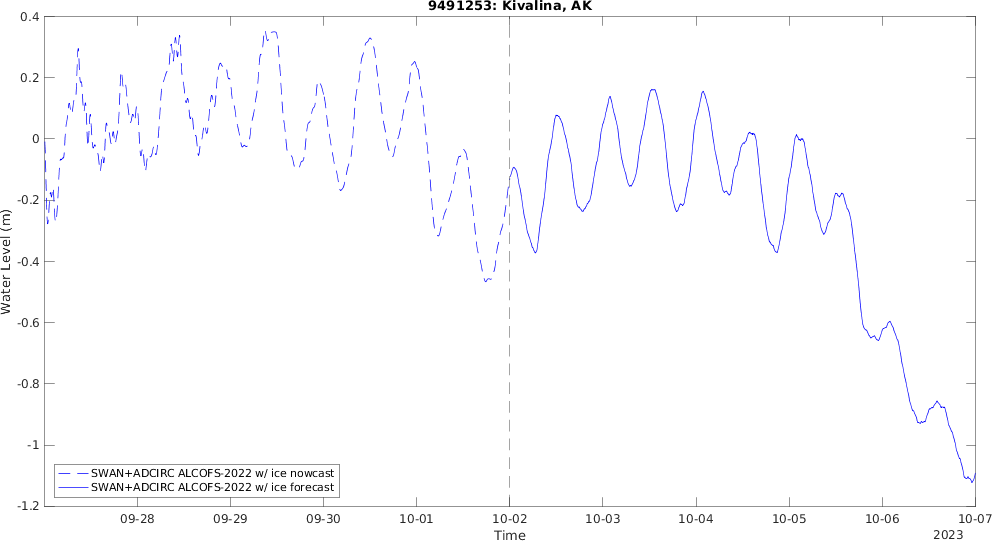 9491253: Kivalina, AK
0.4
0.2
0
-0.2
-0.4
-0.6
-0.8
-1
-1.2
Water Level (m)
SWAN+ADCIRC ALCOFS-2022 w/ ice nowcast
SWAN+ADCIRC ALCOFS-2022 w/ ice forecast
09-28 09-29 09-30 10-01 10-02 10-03 10-04 10-05 10-06 10-07
Time
2023